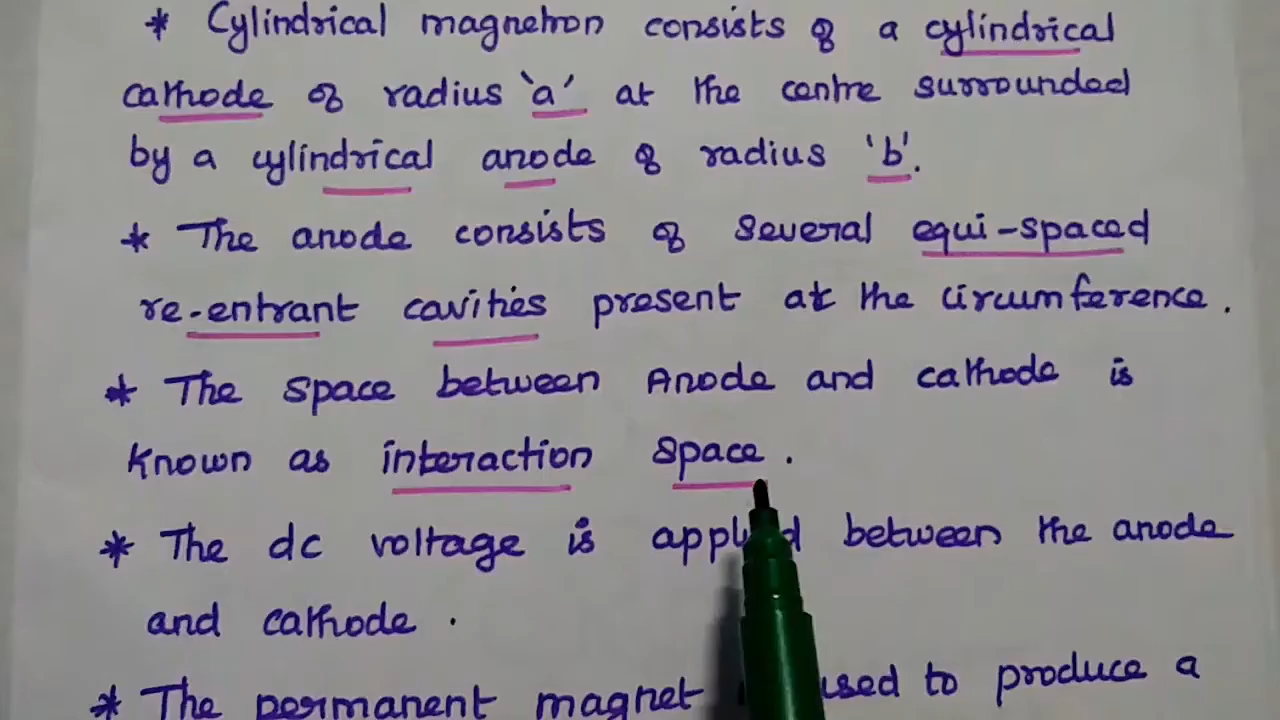 * Cylindrical magnetron consists of a cylindrical
cathode of radius 'a' at the centre surrounded
by a cylindrical anode of radius 'b'.
* The anode consists of several equi-spaced
re-entrant cavities present at the circumference.
* The space between Anode and cathode is
known as interaction space.
* The dc voltage is applied between the anode
and cathode.
* The permanent magnet used to produce a